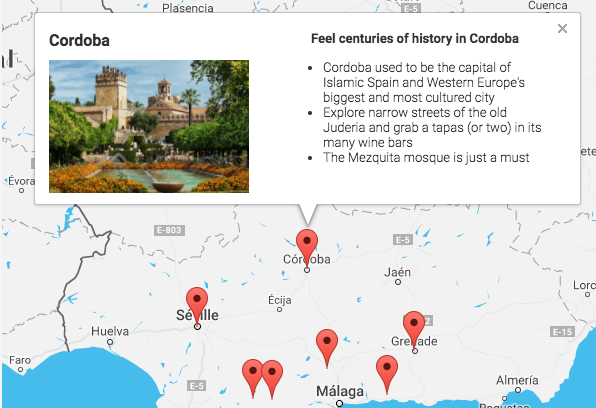 Plasencia
Cuenca
Cordoba
Feel centuries of history in Cordoba
Cordoba used to be the capital of
Islamic Spain and Western Europe's
biggest and most cultured city
Explore narrow streets of the old
Juderia and grab a tapas (or two) in its
many wine bars
The Mezquita mosque is just a must
Évora
E-803
E-5
Córdoba
Jaén
Écija
Séville
Huelva
Grenade
E-15
Faro
E-5
Málaga
Almería